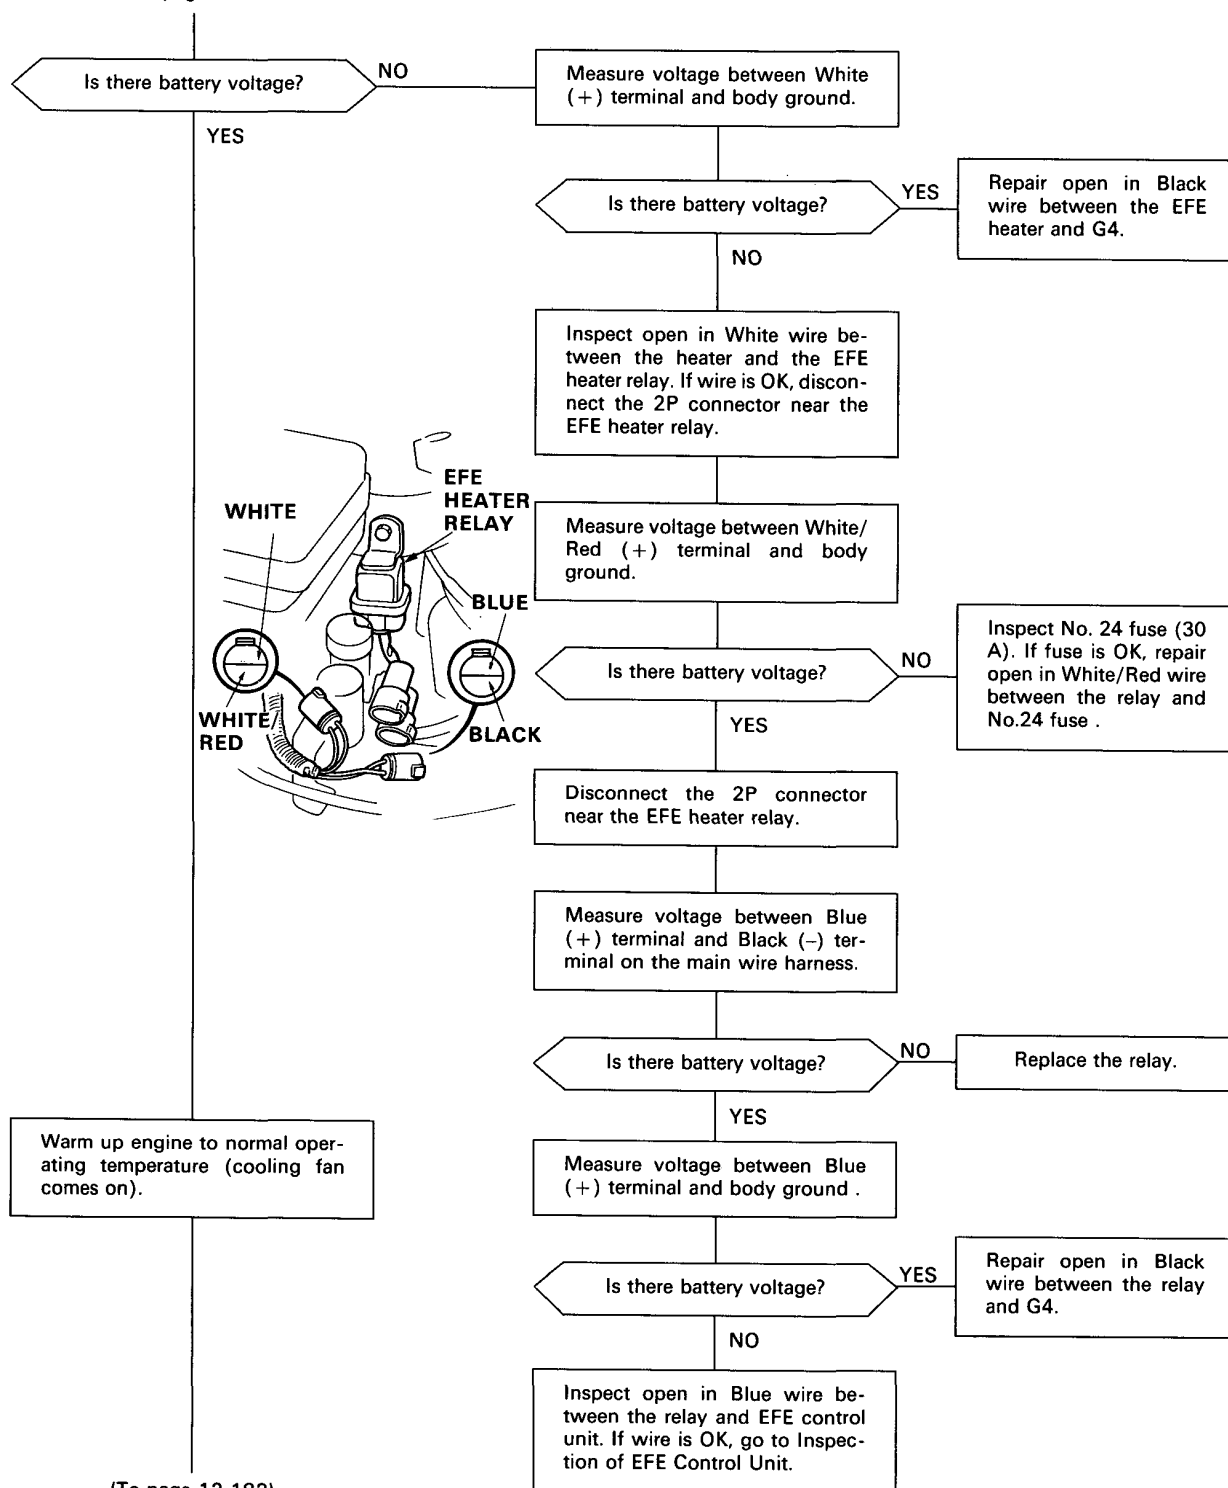 Is there battery voltage?
NO
YES
Measure voltage between White
(+) terminal and body ground.
Is there battery voltage?
YES
Repair open in Black
wire between the EFE
heater and G4.
NO
Inspect open in White wire be-
tween the heater and the EFE
heater relay. If wire is OK, discon-
nect the 2P connector near the
EFE heater relay.
WHITE
EFE
HEATER
RELAY
BLUE
WHITE/
RED
BLACK
Measure voltage between White/
Red (+) terminal and body
ground.
Is there battery voltage?
NO
Inspect No. 24 fuse (30
A). If fuse is OK, repair
open in White/Red wire
between the relay and
No.24 fuse .
YES
Disconnect the 2P connector
near the EFE heater relay.
Measure voltage between Blue
(+) terminal and Black (–) ter-
minal on the main wire harness.
Is there battery voltage?
NO
Replace the relay.
YES
Warm up engine to normal oper-
ating temperature (cooling fan
comes on).
Measure voltage between Blue
(+) terminal and body ground .
Is there battery voltage?
YES
Repair open in Black
wire between the relay
and G4.
NO
Inspect open in Blue wire be-
tween the relay and EFE control
unit. If wire is OK, go to Inspec-
tion of EFE Control Unit.
(To page